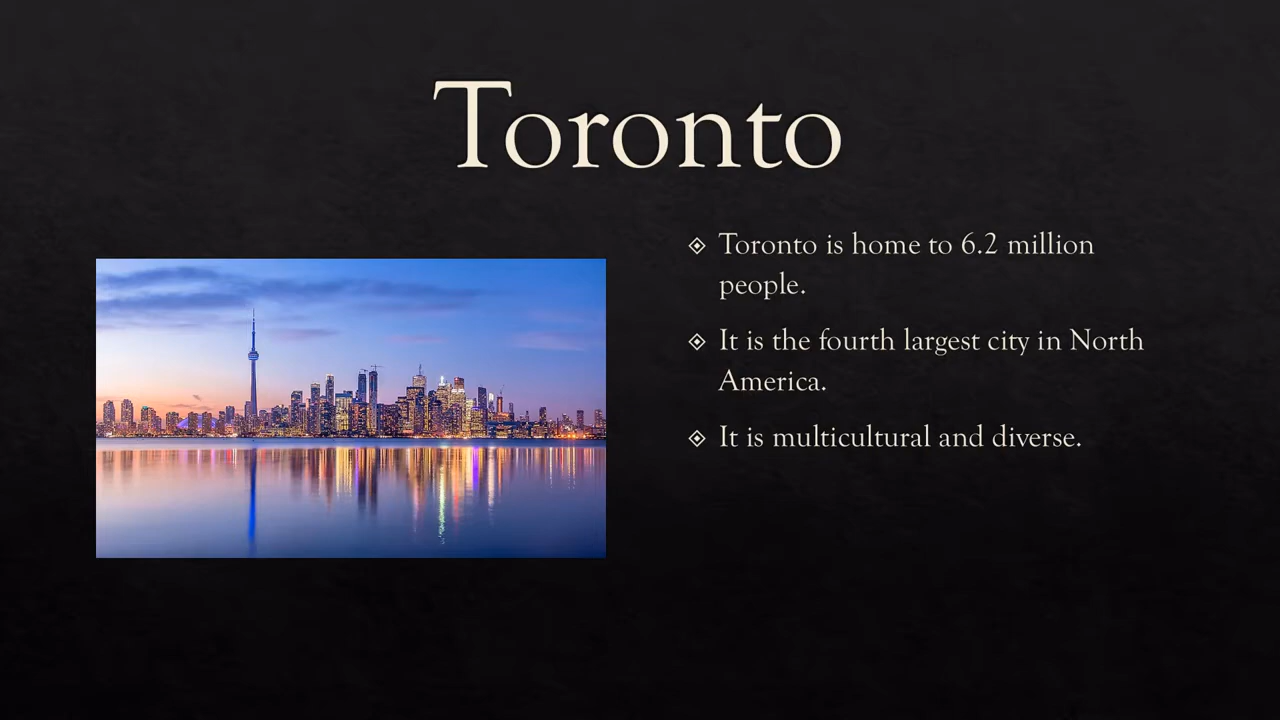 Toronto
Toronto is home to 6.2 million
people.
It is the fourth largest city in North
America.
It is multicultural and diverse.